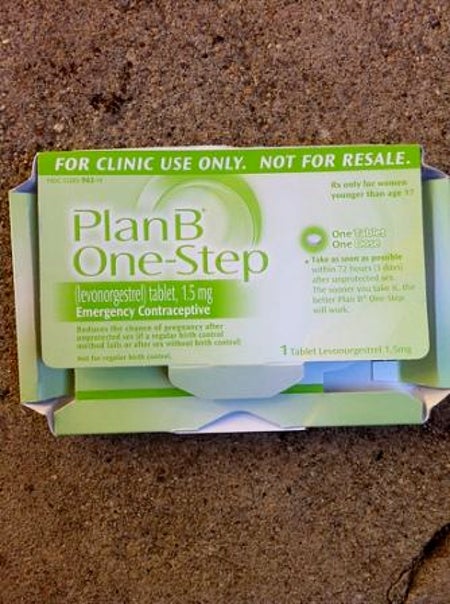 FOR CLINIC USE ONLY. NOT FOR RESALE.
Rx only for women
younger than age 17
Plan B®
One-Step
(levonorgestrel) tablet, 1.5 mg
Emergency Contraceptive
One Tablet
One Dose
• Take as soon as possible
within 72 hours (3 days)
after unprotected sex.
The sooner you take it, the
better Plan B® One-Step
will work.
Reduces the chance of pregnancy after
unprotected sex (if a regular birth control
method fails or after sex without birth control)
Not for regular birth control.
1 Tablet Levonorgestrel 1.5mg